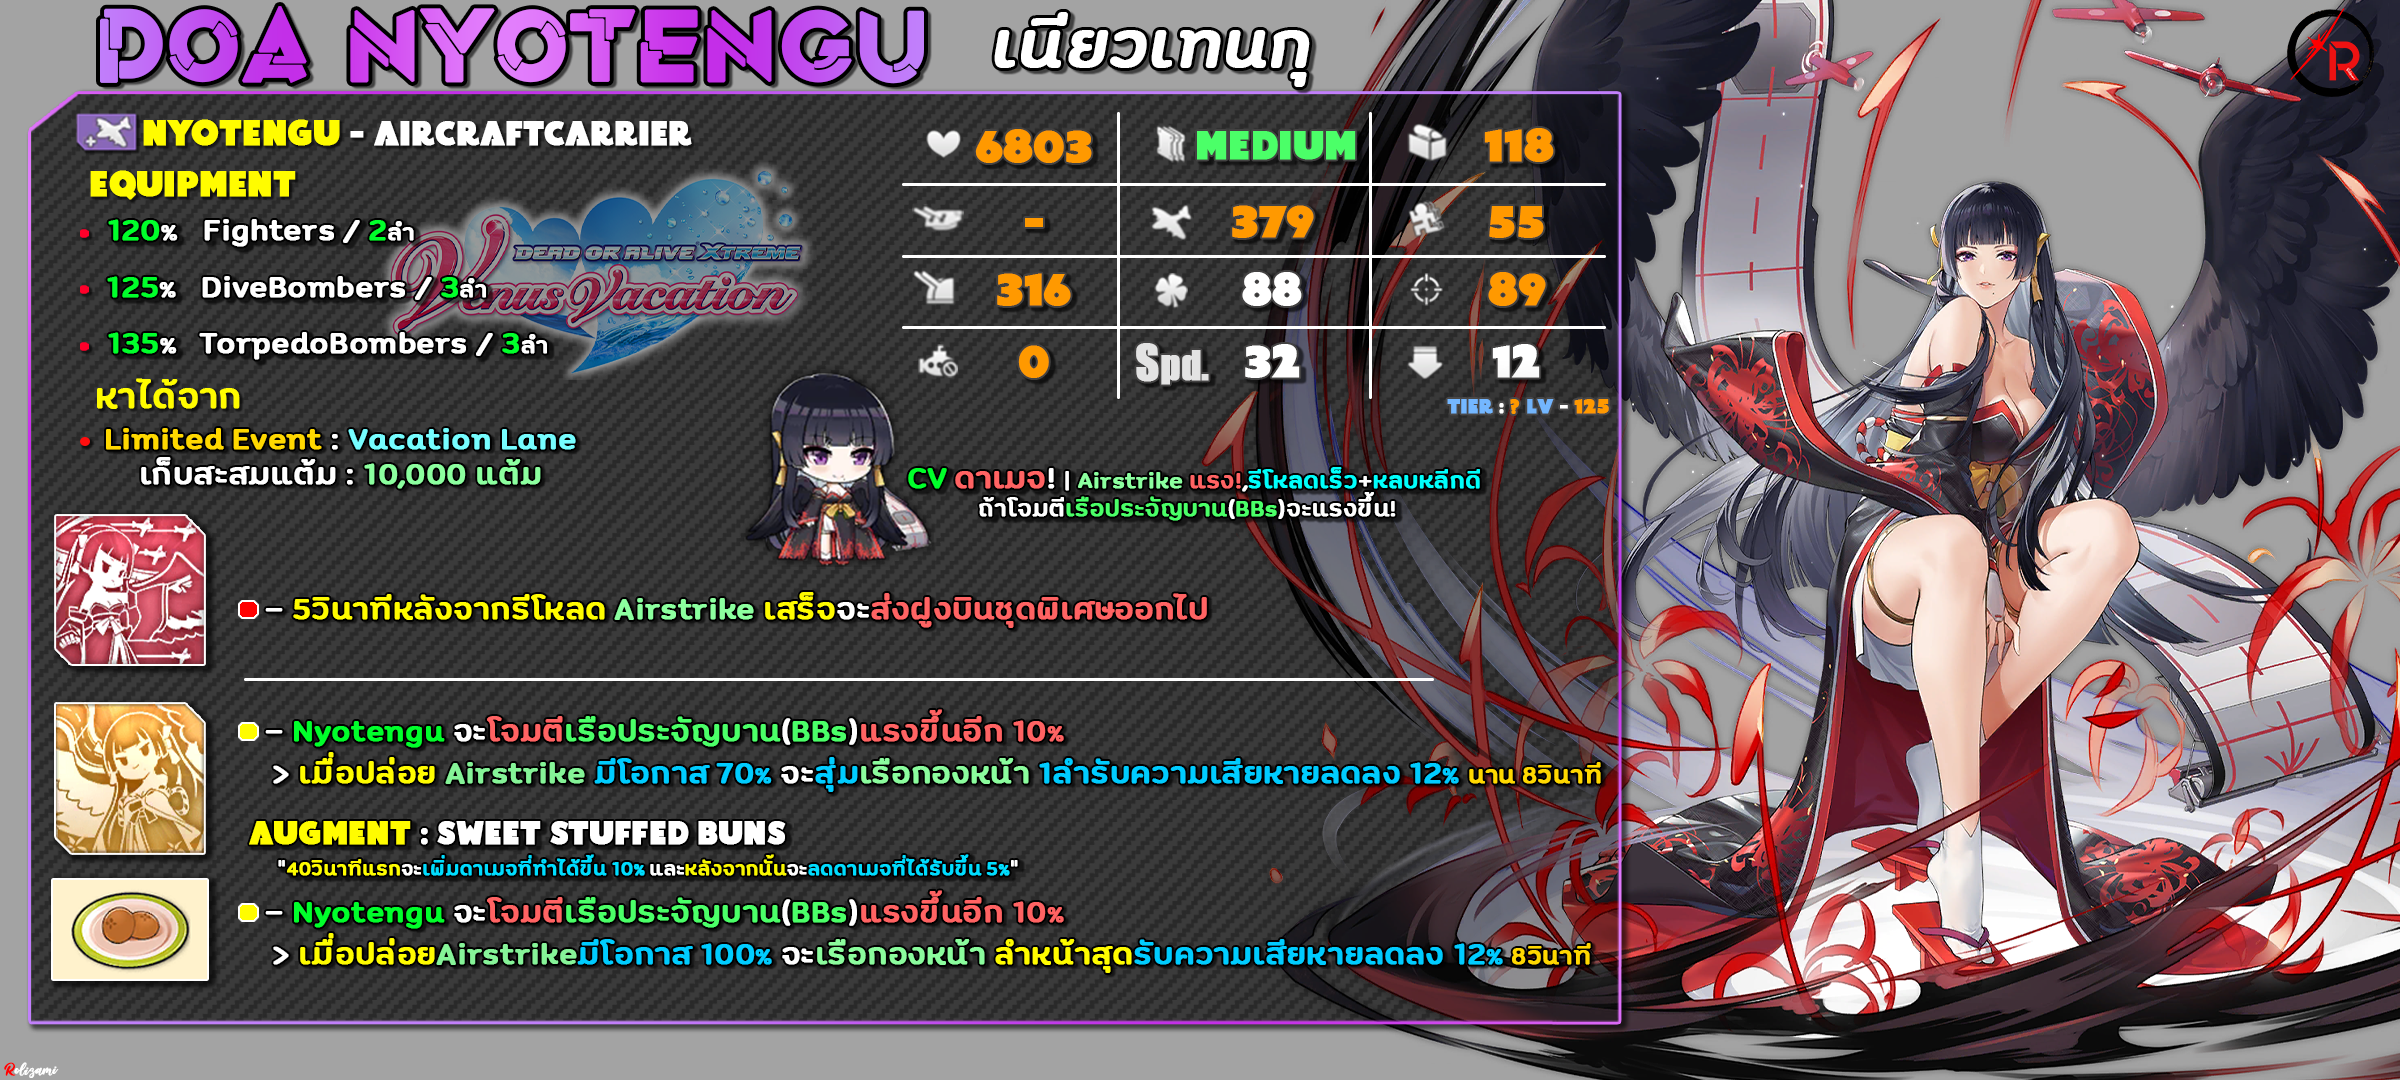 DOA NYOTENGU เนียวเทนกุ
R
NYOTENGU - AIRCRAFTCARRIER
EQUIPMENT
120% Fighters / 2ลำ
125% DiveBombers / 3ลำ
135% TorpedoBombers / 3ลำ
DEAD OR ALIVE XTREME
Venus Vacation
หาได้จาก
Limited Event : Vacation Lane
เก็บสะสมแต้ม : 10,000 แต้ม
6803 MEDIUM 118
- 379 55
316 88 89
0 Spd. 32 12
TIER : ? LV - 125
CV ดาเมจ! | Airstrike แรง!,รีโหลดเร็ว+หลบหลีกดี
ถ้าโจมตีเรือประจัญบาน(BBs)จะแรงขึ้น!
– 5วินาทีหลังจากรีโหลด Airstrike เสร็จจะส่งฝูงบินชุดพิเศษออกไป
– Nyotengu จะโจมตีเรือประจัญบาน(BBs)แรงขึ้นอีก 10%
> เมื่อปล่อย Airstrike มีโอกาส 70% จะสุ่มเรือกองหน้า 1ลำรับความเสียหายลดลง 12% นาน 8วินาที
AUGMENT : SWEET STUFFED BUNS
"40วินาทีแรกจะเพิ่มดาเมจที่ทำได้ขึ้น 10% และหลังจากนั้นจะลดดาเมจที่ได้รับขึ้น 5%"
– Nyotengu จะโจมตีเรือประจัญบาน(BBs)แรงขึ้นอีก 10%
> เมื่อปล่อยAirstrikeมีโอกาส 100% จะเรือกองหน้า ลำหน้าสุดรับความเสียหายลดลง 12% 8วินาที
Rolizami